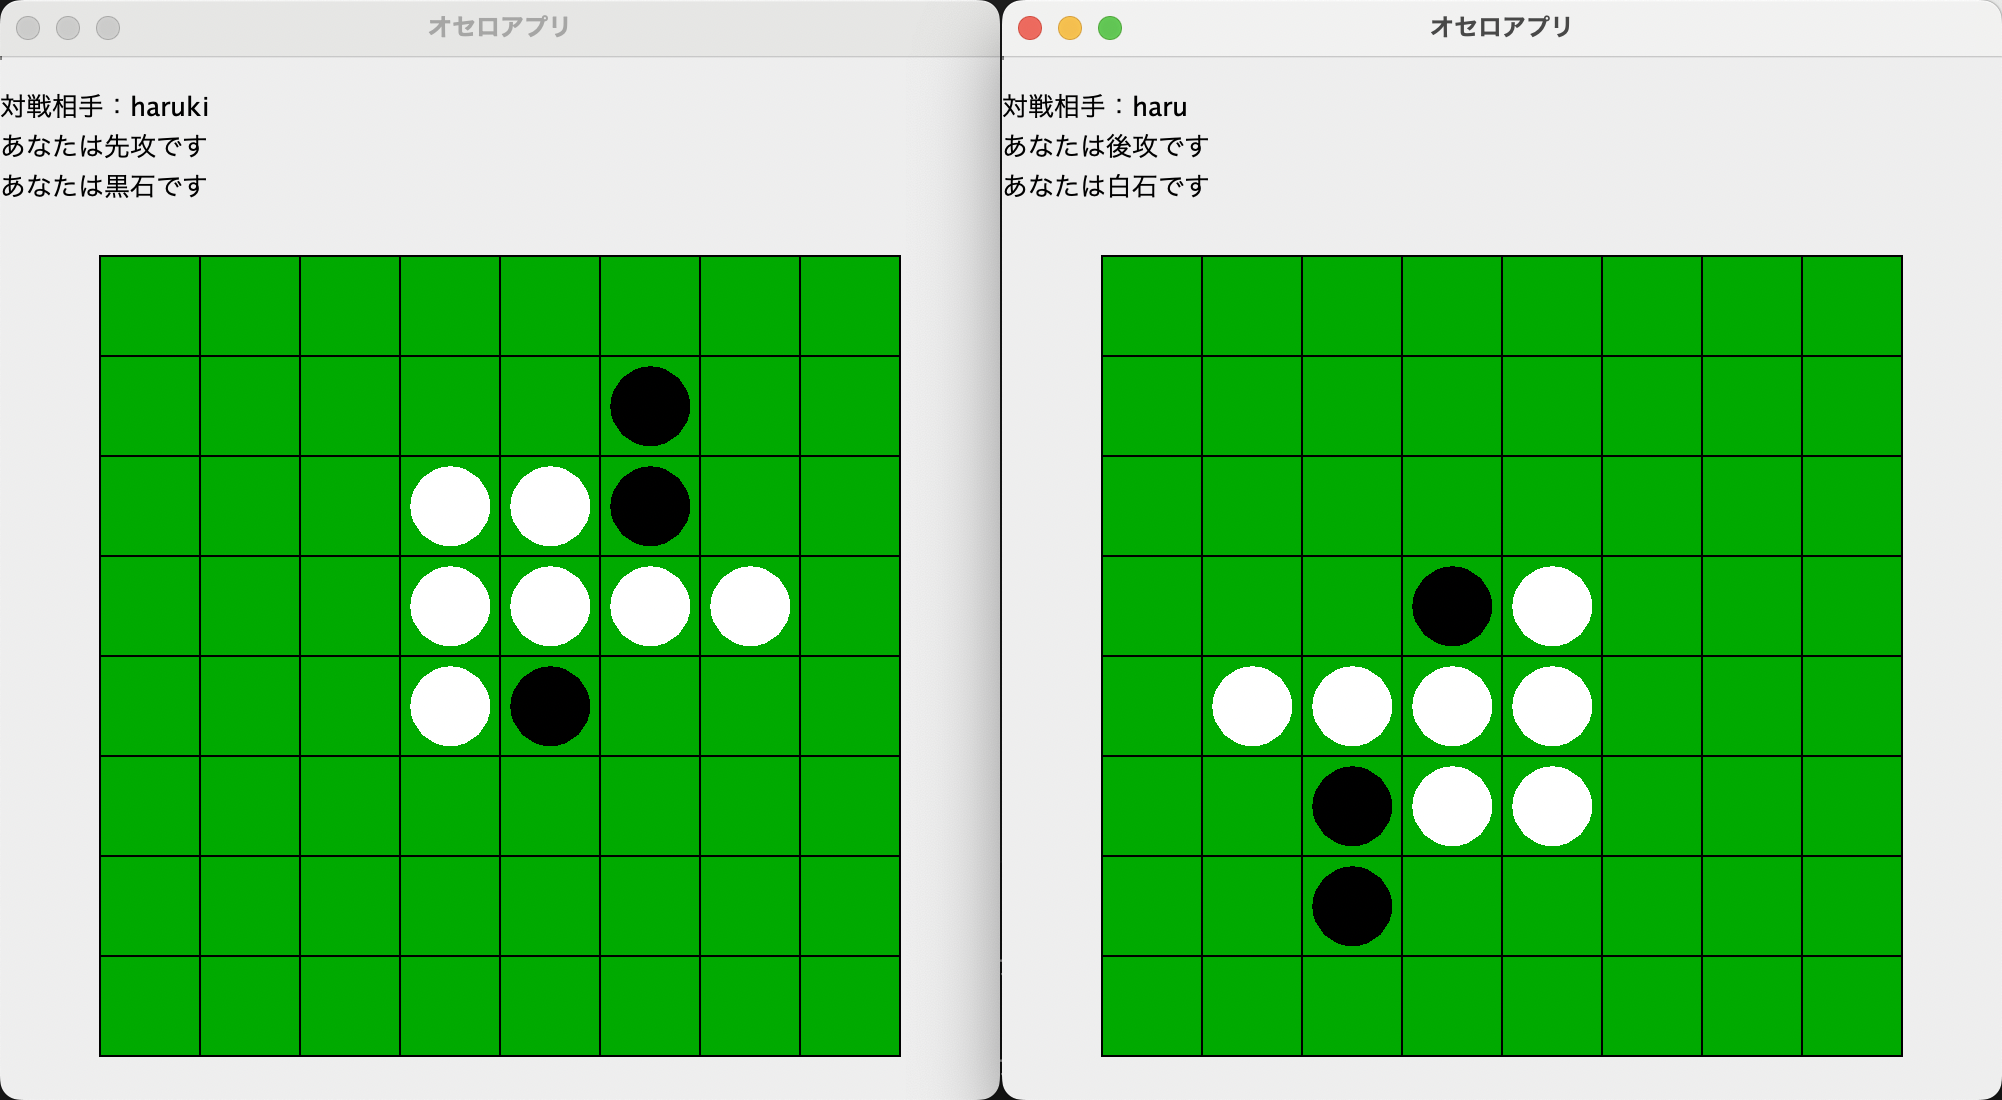 オセロアプリ
対戦相手：haruki
あなたは先攻です
あなたは黒石です
オセロアプリ
対戦相手：haru
あなたは後攻です
あなたは白石です